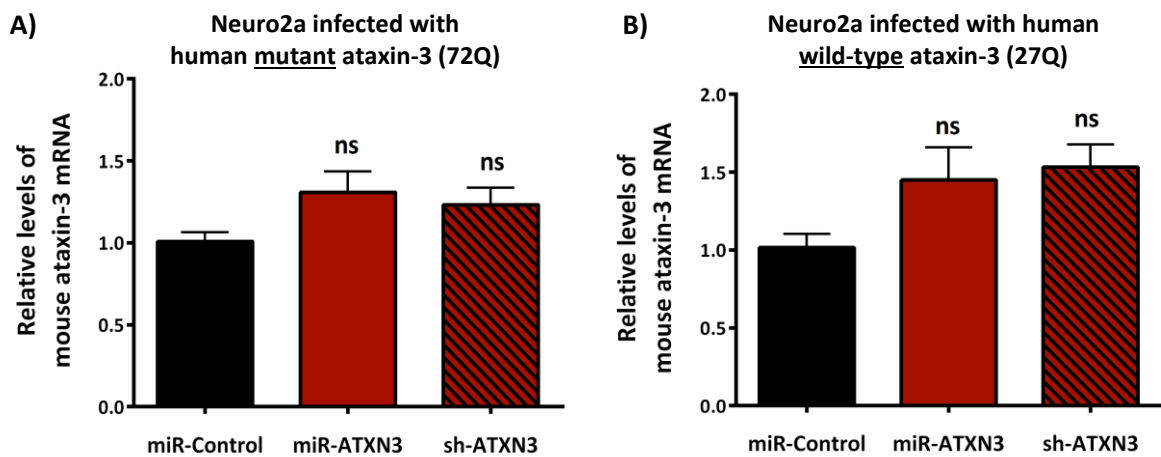 A)
Neuro2a infected with
human mutant ataxin-3 (72Q)
Relative levels of
mouse ataxin-3 mRNA
2.0
1.5
1.0
0.5
0.0
ns
ns
miR-Control
miR-ATXN3
sh-ATXN3
B)
Neuro2a infected with human
wild-type ataxin-3 (27Q)
Relative levels of
mouse ataxin-3 mRNA
2.0
1.5
1.0
0.5
0.0
ns
ns
miR-Control
miR-ATXN3
sh-ATXN3